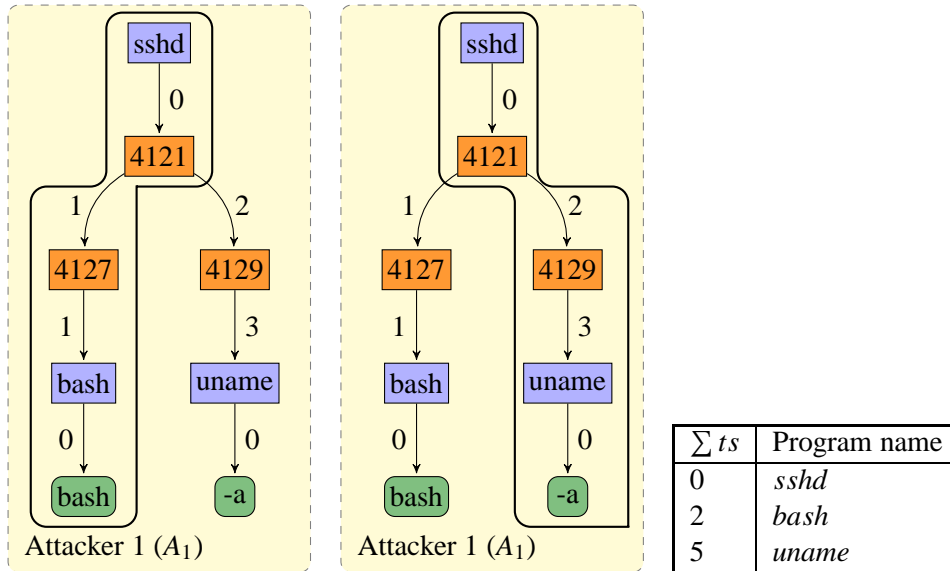 sshd
0
4121
1
2
4127
4129
1
3
bash
uname
0
0
bash
-a
Attacker 1 (A1)
sshd
0
4121
1
2
4127
4129
1
3
bash
uname
0
0
bash
-a
Attacker 1 (A1)
∑ ts Program name
0 sshd
2 bash
5 uname